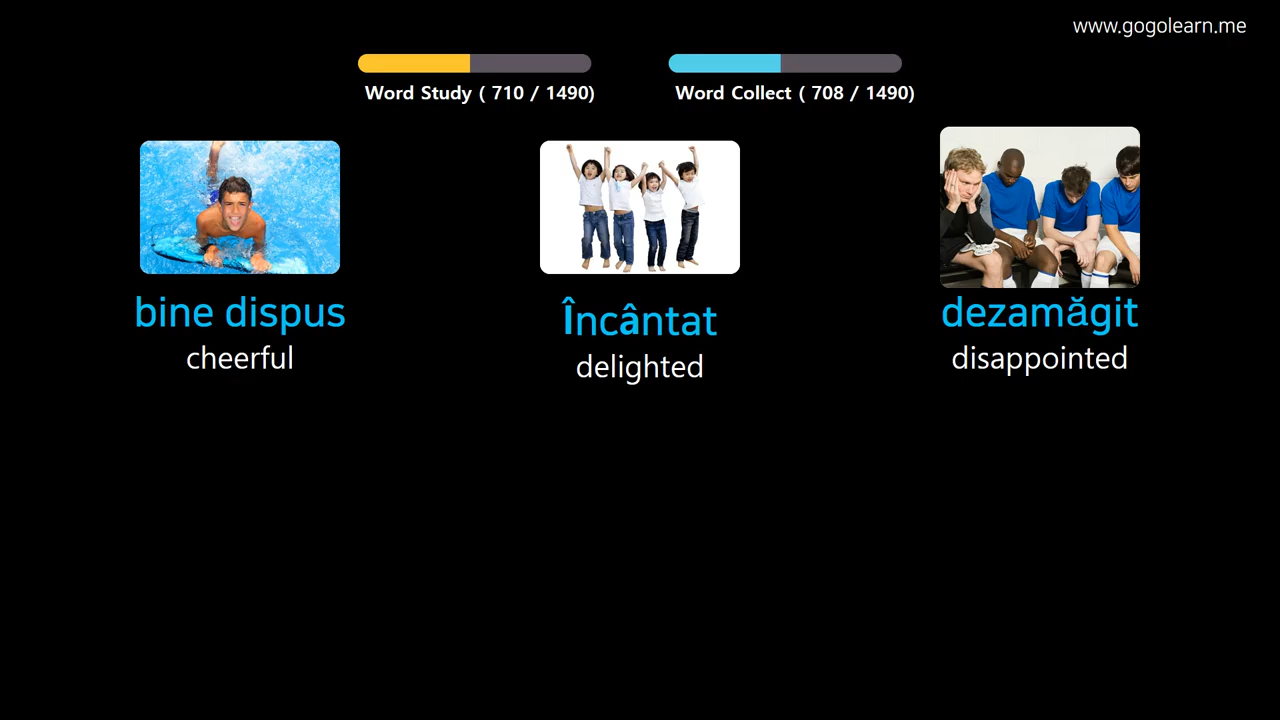 www.gogolearn.me
Word Study ( 710 / 1490)
Word Collect ( 708 / 1490)
bine dispus
cheerful
Încântat
delighted
dezamăgit
disappointed